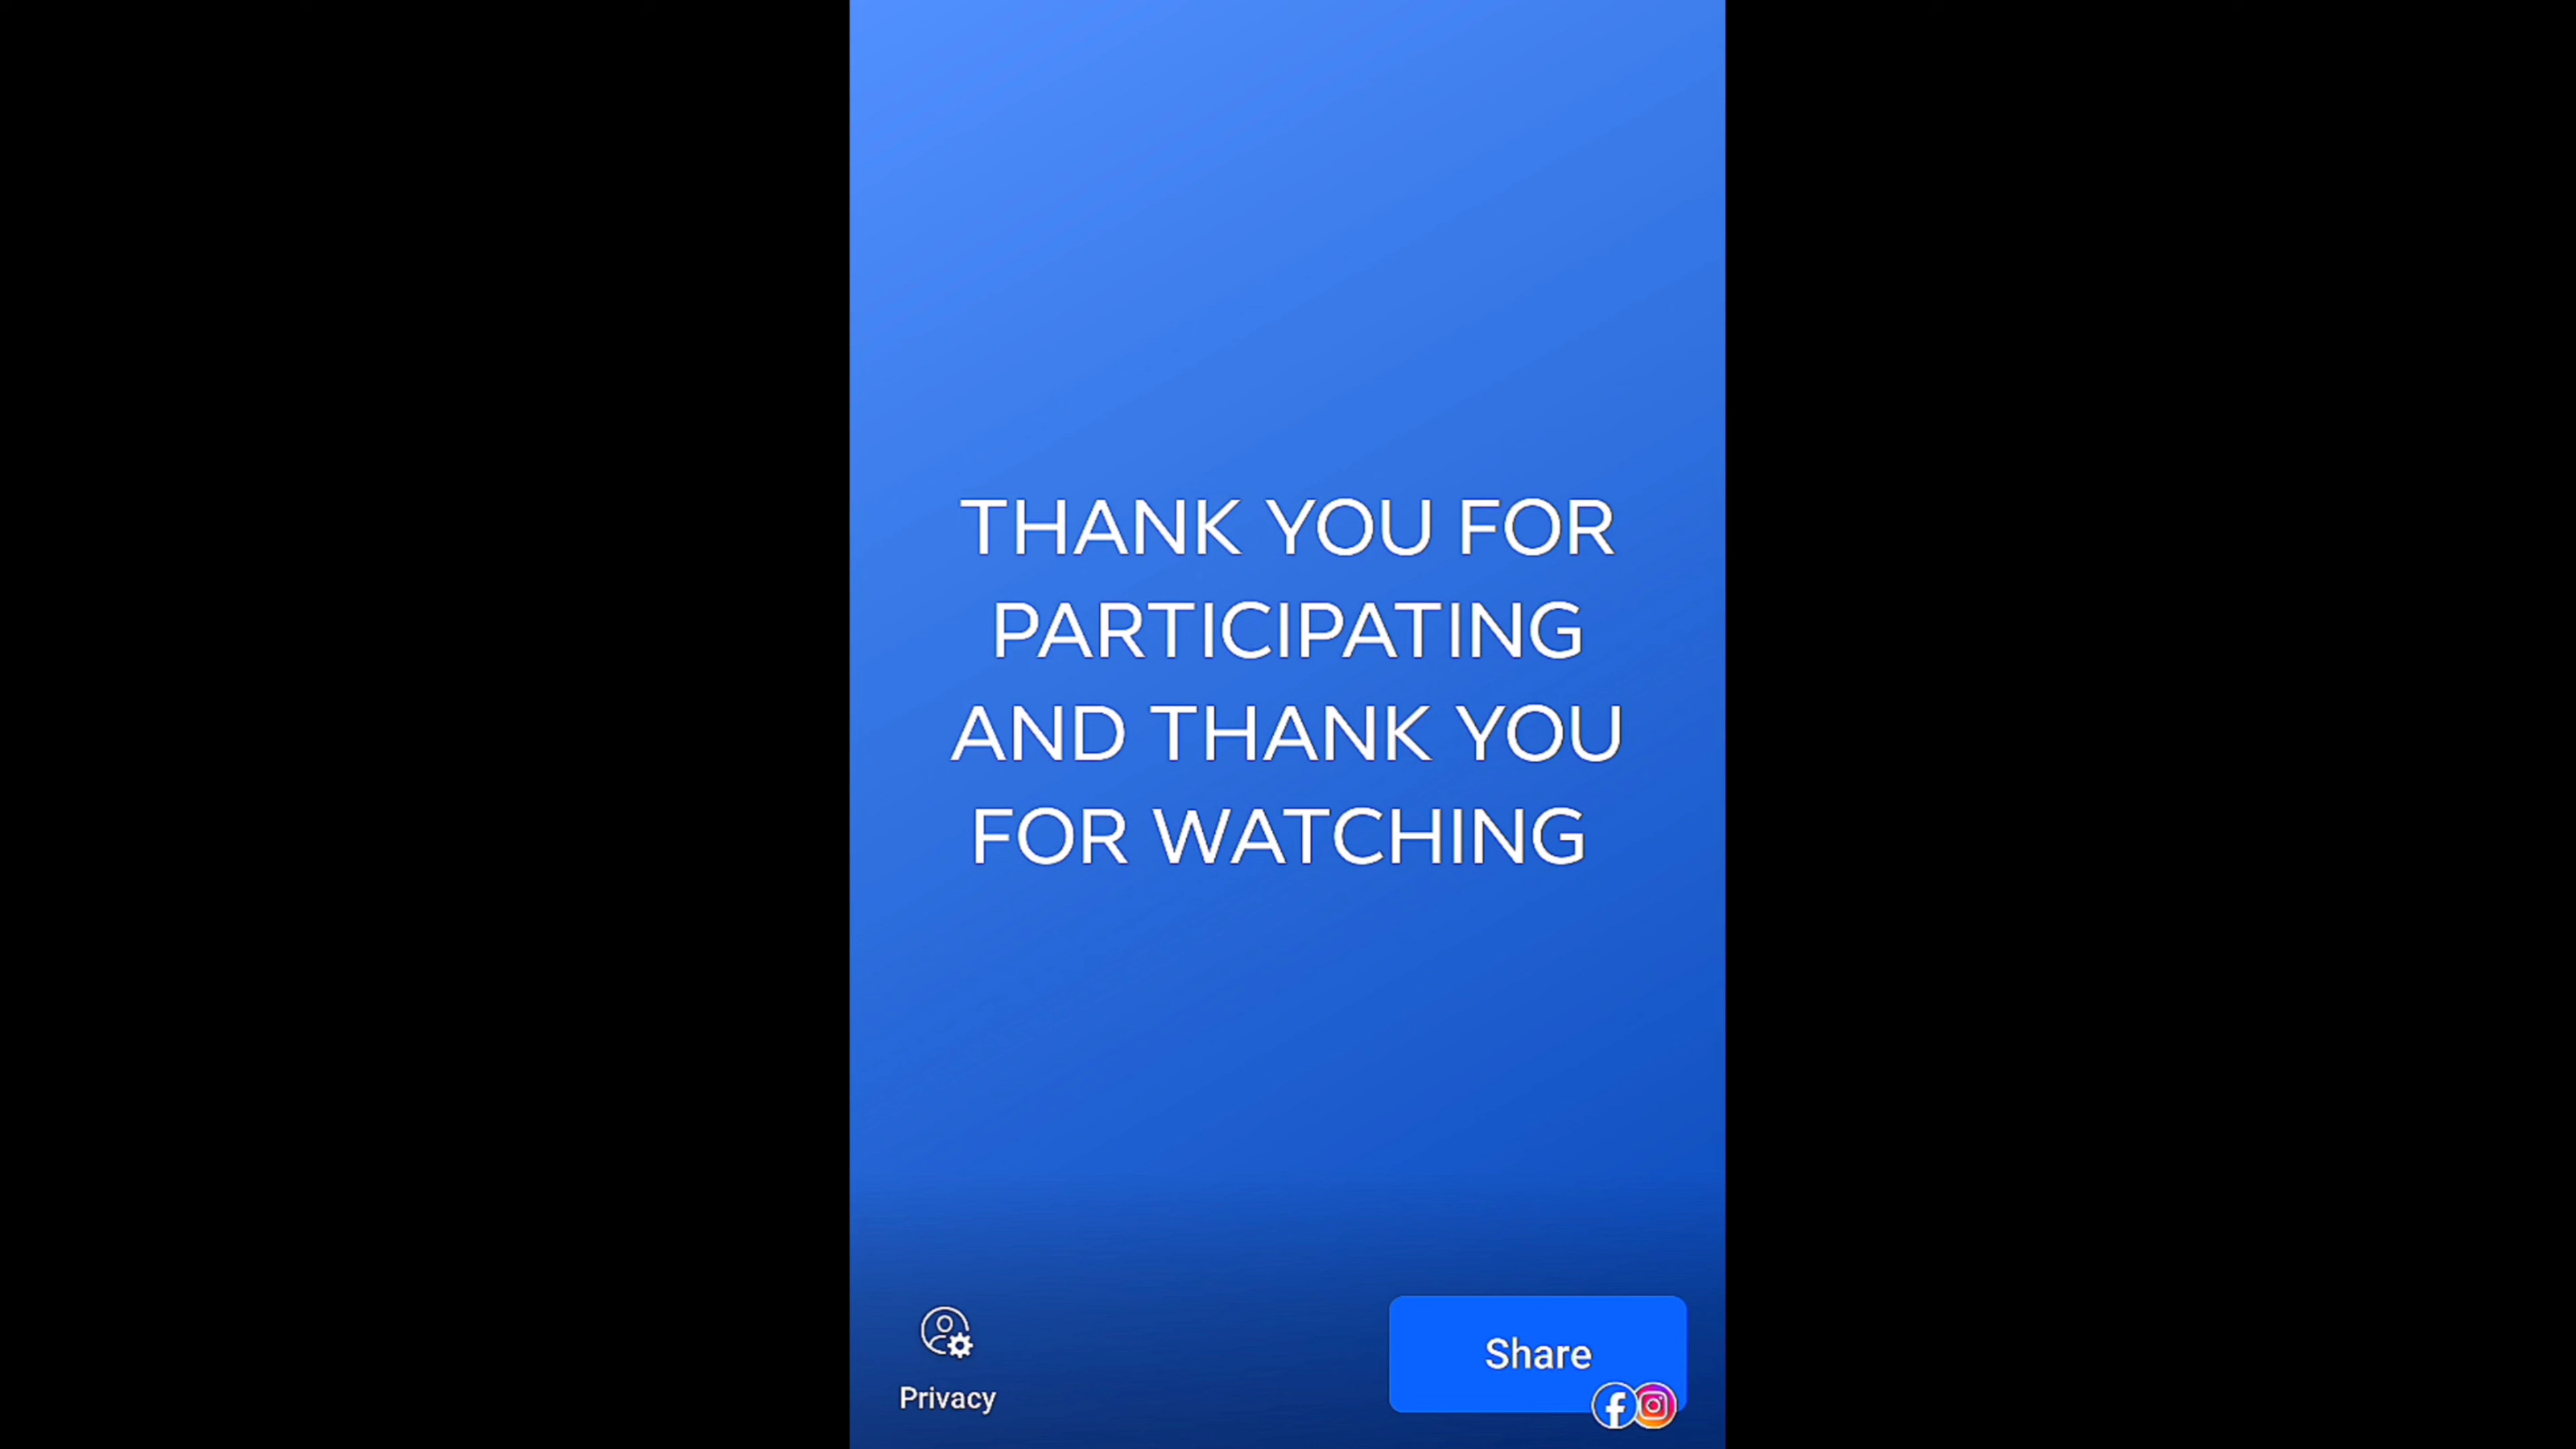 THANK YOU FOR
PARTICIPATING
AND THANK YOU
FOR WATCHING
Privacy
Share